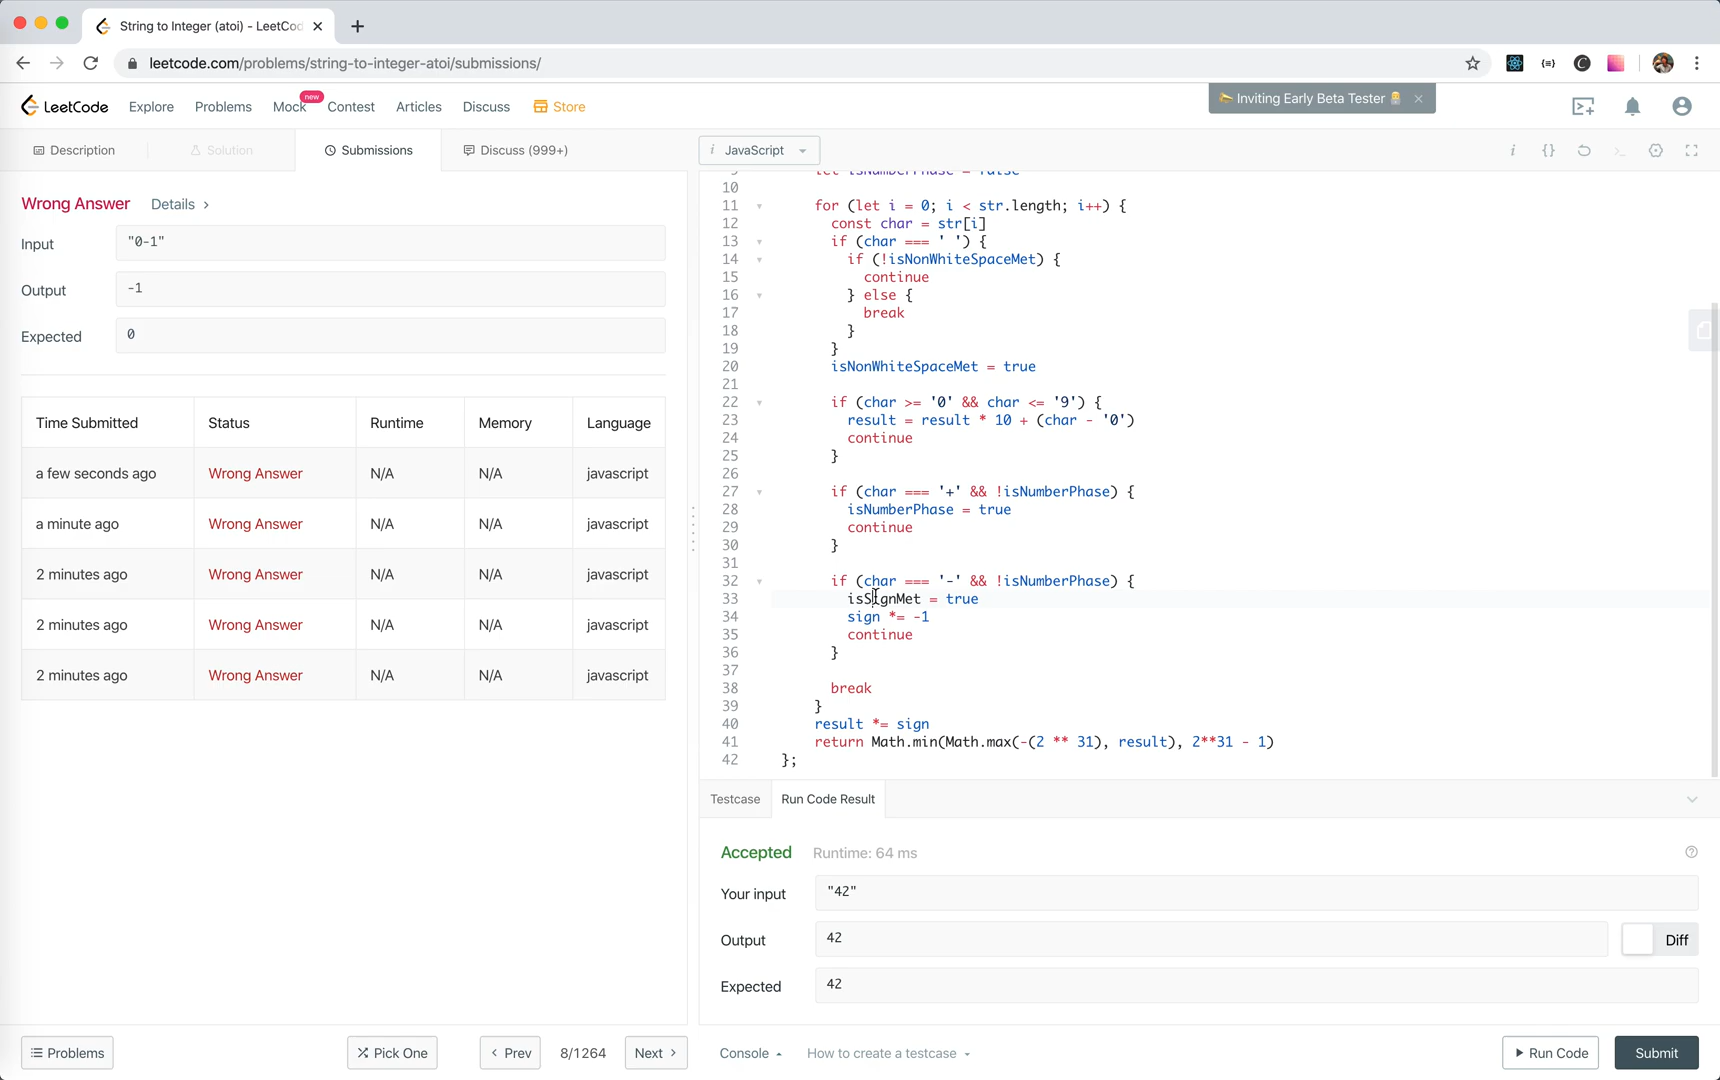 String to Integer (atoi) - LeetCod
leetcode.com/problems/string-to-integer-atoi/submissions/
LeetCode
Explore
Problems
Mock
new
Contest
Articles
Discuss
Store
Inviting Early Beta Tester
Description
Solution
Submissions
Discuss (999+)
Wrong Answer
Details
Input
"0-1"
Output
-1
Expected
0
Time Submitted Status Runtime Memory Language
a few seconds ago Wrong Answer N/A N/A javascript
a minute ago Wrong Answer N/A N/A javascript
2 minutes ago Wrong Answer N/A N/A javascript
2 minutes ago Wrong Answer N/A N/A javascript
2 minutes ago Wrong Answer N/A N/A javascript
i JavaScript
9 let isNumberPhase = false
10
11 for (let i = 0; i < str.length; i++) {
12 const char = str[i]
13 if (char === ' ') {
14 if (!isNonWhiteSpaceMet) {
15 continue
16 } else {
17 break
18 }
19 }
20 isNonWhiteSpaceMet = true
21
22 if (char >= '0' && char <= '9') {
23 result = result * 10 + (char - '0')
24 continue
25 }
26
27 if (char === '+' && !isNumberPhase) {
28 isNumberPhase = true
29 continue
30 }
31
32 if (char === '-' && !isNumberPhase) {
33 isSignMet = true
34 sign *= -1
35 continue
36 }
37
38 break
39 }
40 result *= sign
41 return Math.min(Math.max(-(2 ** 31), result), 2**31 - 1)
42 };
Testcase
Run Code Result
Accepted
Runtime: 64 ms
Your input
"42"
Output
42
Diff
Expected
42
Problems
Pick One
Prev
8/1264
Next
Console
How to create a testcase
Run Code
Submit